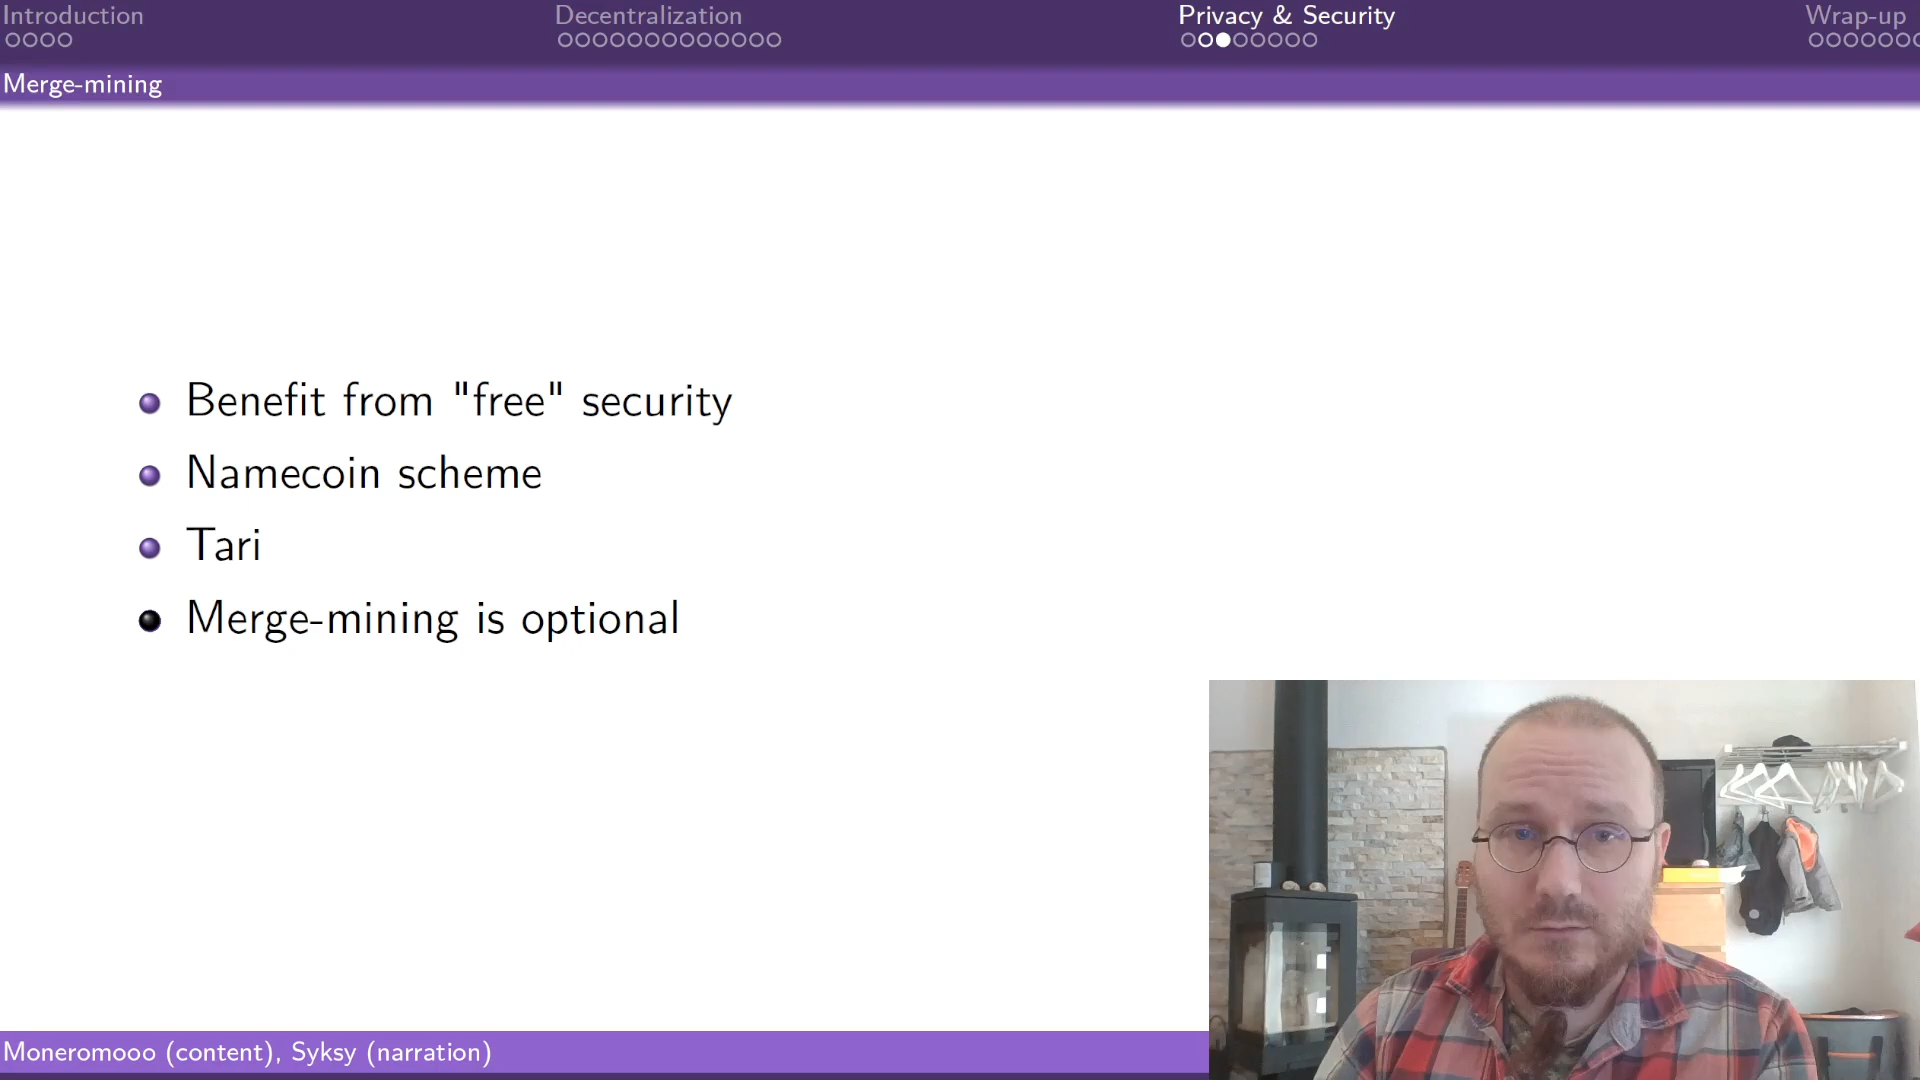 Introduction
Decentralization
Privacy & Security
Wrap-up
Merge-mining
Benefit from "free" security
Namecoin scheme
Tari
Merge-mining is optional
Moneromooo (content), Syksy (narration)